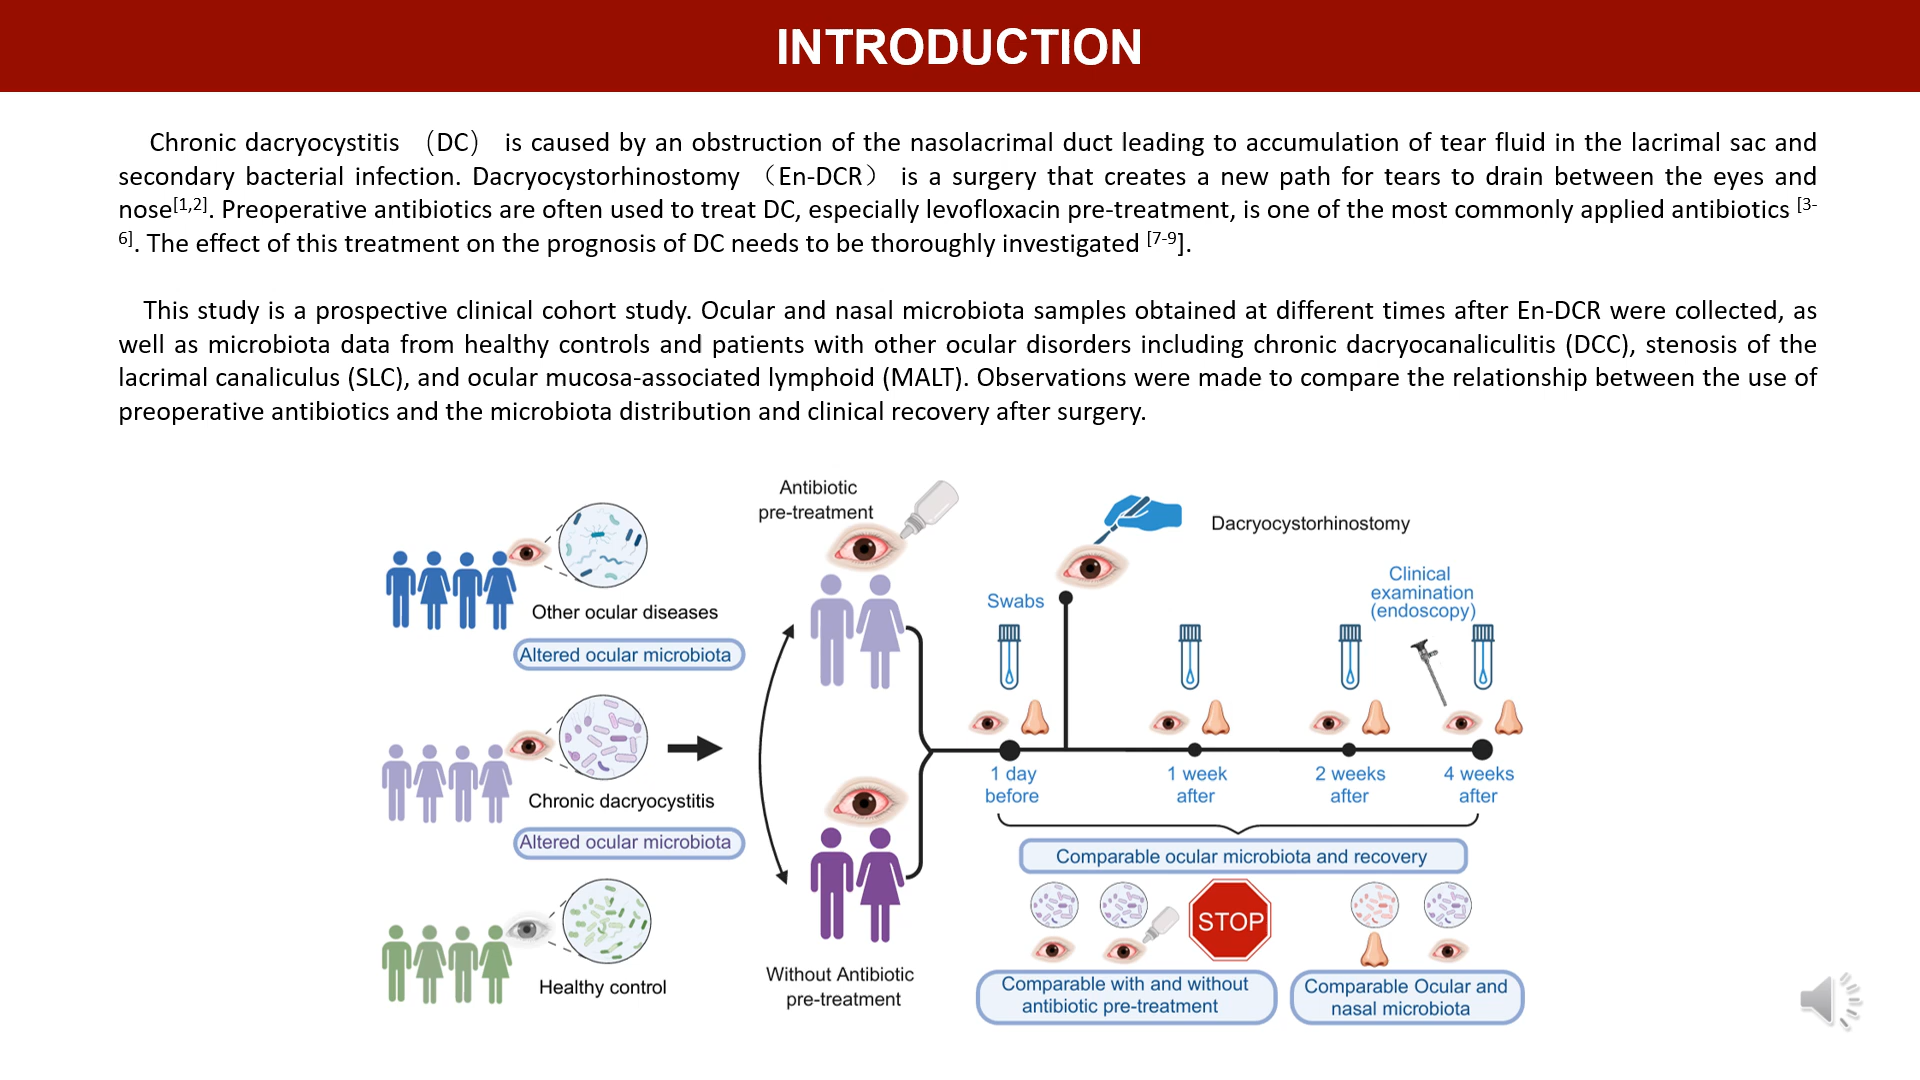 INTRODUCTION
Chronic dacryocystitis （DC） is caused by an obstruction of the nasolacrimal duct leading to accumulation of tear fluid in the lacrimal sac and
secondary bacterial infection. Dacryocystorhinostomy （En-DCR） is a surgery that creates a new path for tears to drain between the eyes and
nose[1,2]. Preoperative antibiotics are often used to treat DC, especially levofloxacin pre-treatment, is one of the most commonly applied antibiotics [3-
6]. The effect of this treatment on the prognosis of DC needs to be thoroughly investigated [7-9].
This study is a prospective clinical cohort study. Ocular and nasal microbiota samples obtained at different times after En-DCR were collected, as
well as microbiota data from healthy controls and patients with other ocular disorders including chronic dacryocanaliculitis (DCC), stenosis of the
lacrimal canaliculus (SLC), and ocular mucosa-associated lymphoid (MALT). Observations were made to compare the relationship between the use of
preoperative antibiotics and the microbiota distribution and clinical recovery after surgery.
Other ocular diseases
Altered ocular microbiota
Chronic dacryocystitis
Altered ocular microbiota
Healthy control
Antibiotic
pre-treatment
Without Antibiotic
pre-treatment
Dacryocystorhinostomy
Swabs
Clinical
examination
(endoscopy)
1 day
before
1 week
after
2 weeks
after
4 weeks
after
Comparable ocular microbiota and recovery
STOP
Comparable with and without
antibiotic pre-treatment
Comparable Ocular and
nasal microbiota